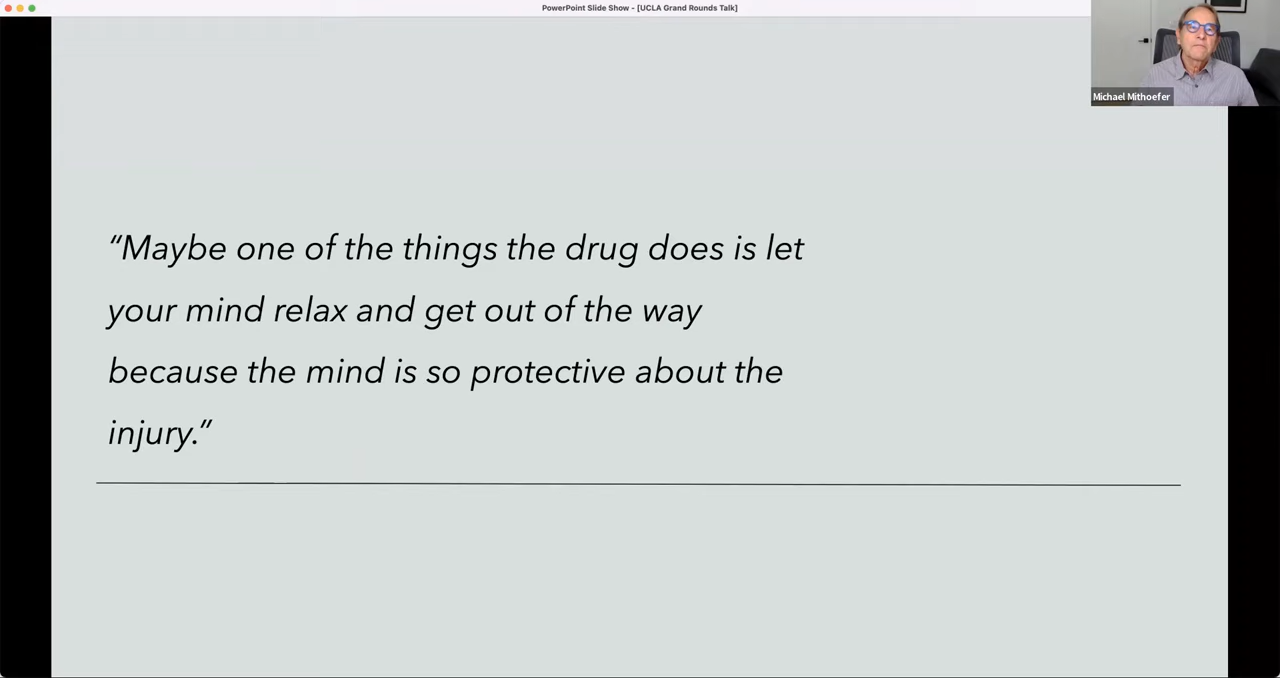 PowerPoint Slide Show - [UCLA Grand Rounds Talk]
Michael Mithoefer
“Maybe one of the things the drug does is let
your mind relax and get out of the way
because the mind is so protective about the
injury.”